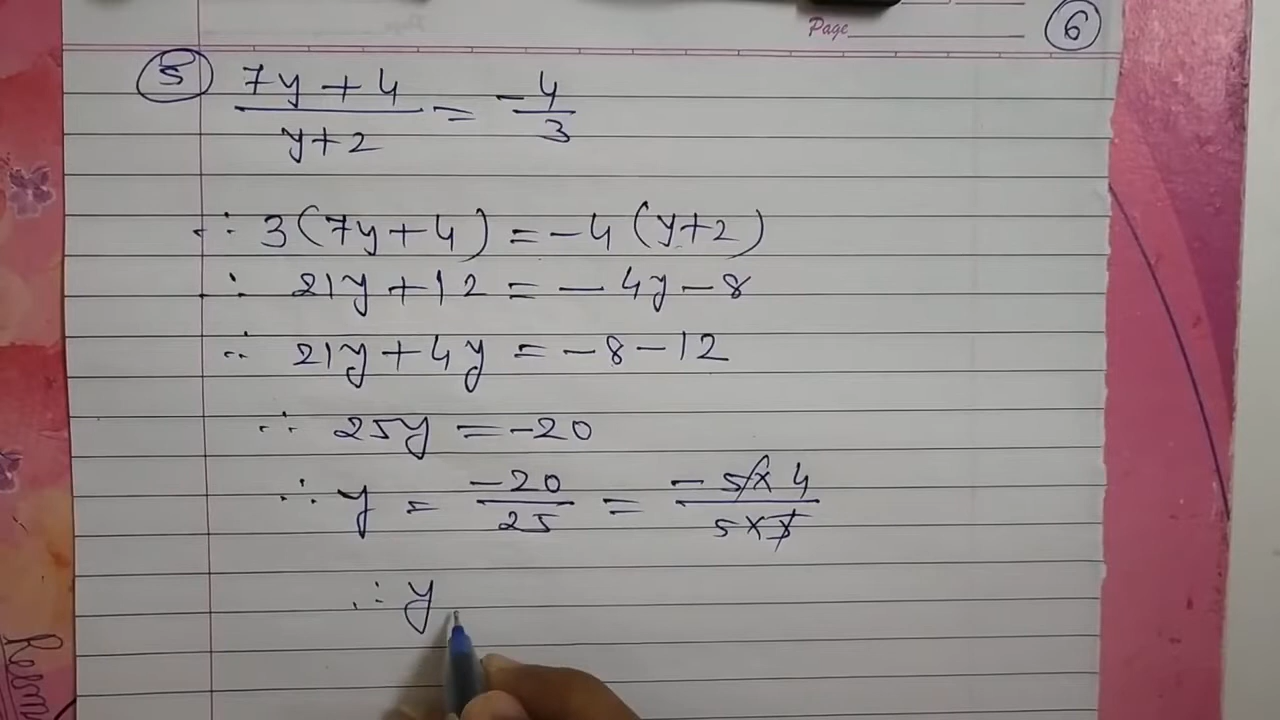 Page
6
5 7y + 4 / y+2 = -4 / 3
∴ 3(7y+4) = -4(y+2)
∴ 21y+12 = -4y-8
∴ 21y+4y = -8-12
∴ 25y = -20
∴ y = -20 / 25 = -5×4 / 5×5
∴ y